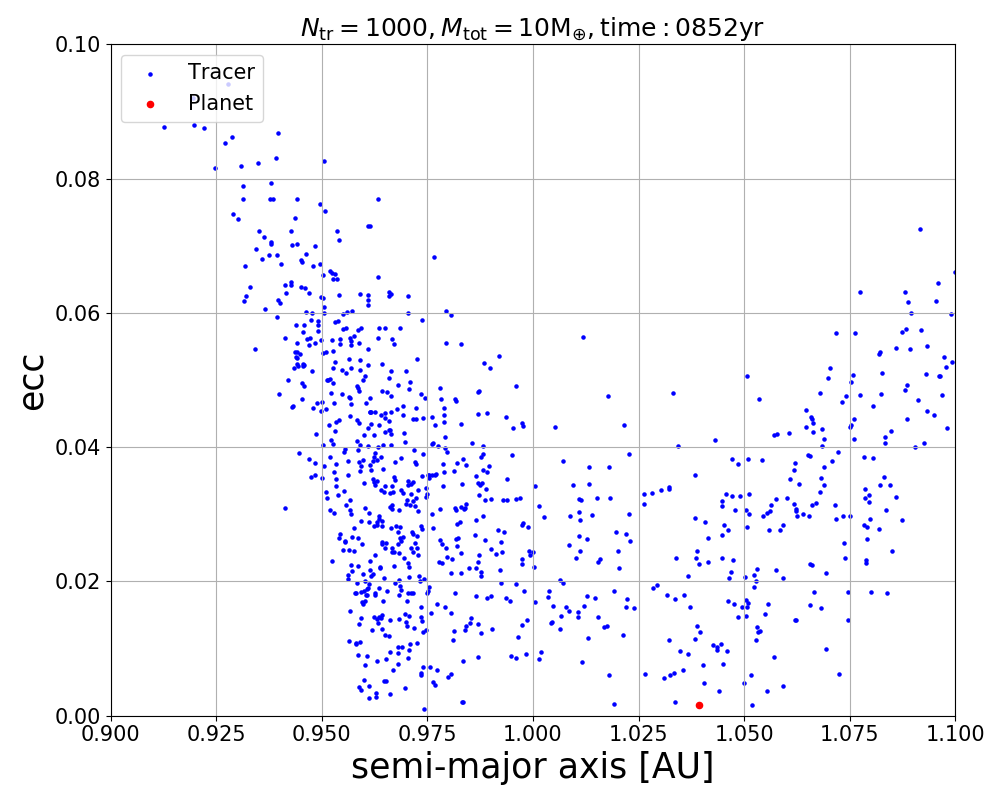 N_tr = 1000, M_tot = 10M_⊕, time : 0852yr
Tracer
Planet
0.10
0.08
0.06
0.04
0.02
0.00
ecc
0.900 0.925 0.950 0.975 1.000 1.025 1.050 1.075 1.100
semi-major axis [AU]